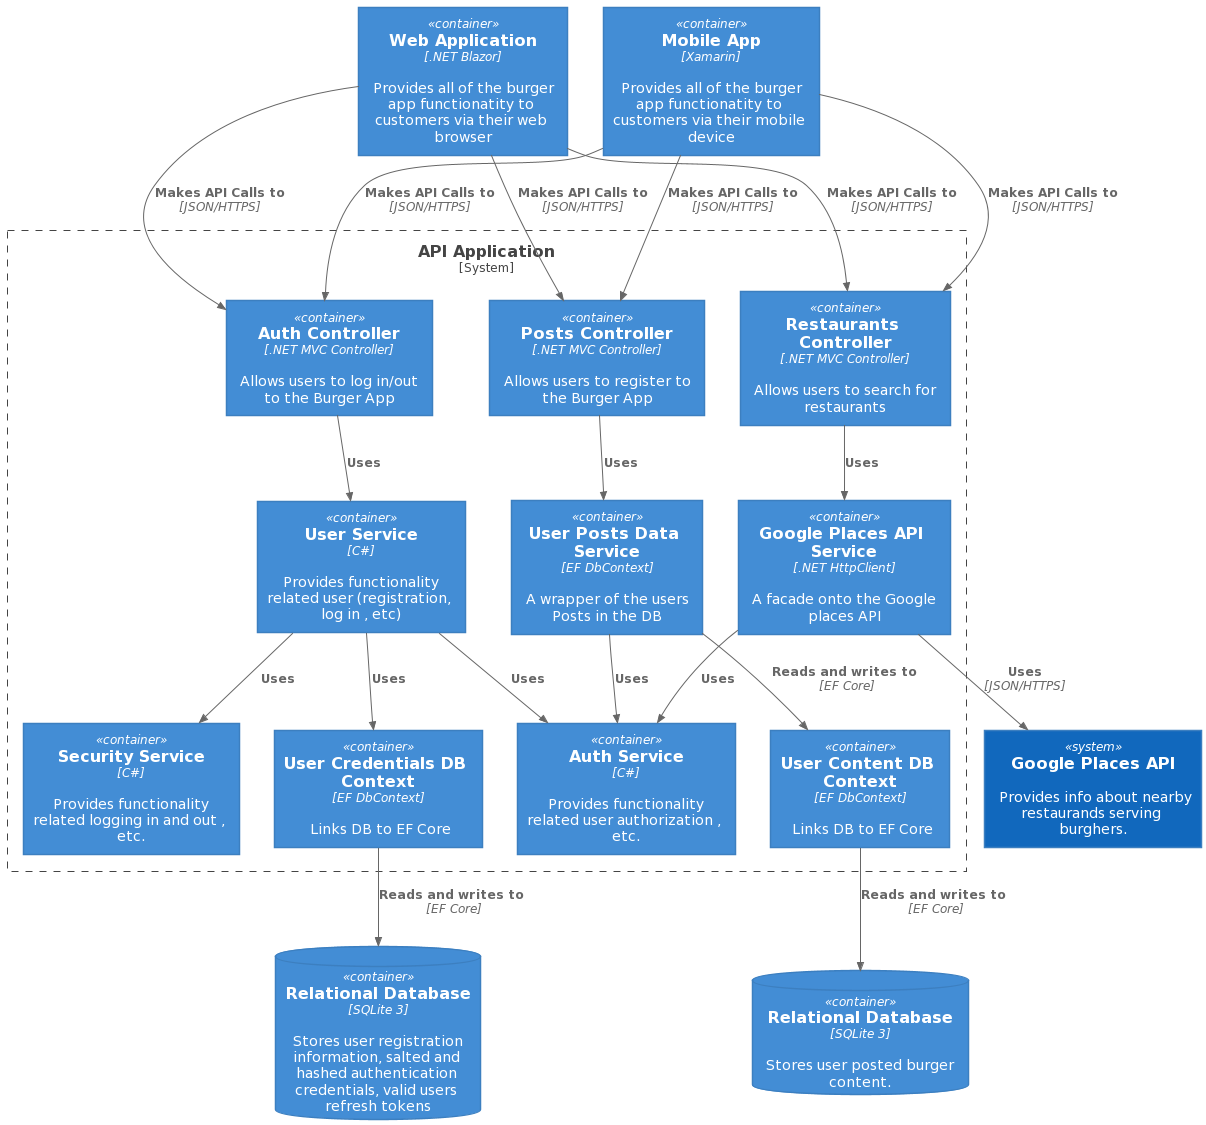 «container»
Web Application
[.NET Blazor]
Provides all of the burger
app functionatity to
customers via their web
browser
«container»
Mobile App
[Xamarin]
Provides all of the burger
app functionatity to
customers via their mobile
device
Makes API Calls to
[JSON/HTTPS]
Makes API Calls to
[JSON/HTTPS]
Makes API Calls to
[JSON/HTTPS]
Makes API Calls to
[JSON/HTTPS]
Makes API Calls to
[JSON/HTTPS]
Makes API Calls to
[JSON/HTTPS]
API Application
[System]
«container»
Auth Controller
[.NET MVC Controller]
Allows users to log in/out
to the Burger App
«container»
Posts Controller
[.NET MVC Controller]
Allows users to register to
the Burger App
«container»
Restaurants
Controller
[.NET MVC Controller]
Allows users to search for
restaurants
Uses
Uses
Uses
«container»
User Service
[C#]
Provides functionality
related user (registration,
log in , etc)
«container»
User Posts Data
Service
[EF DbContext]
A wrapper of the users
Posts in the DB
«container»
Google Places API
Service
[.NET HttpClient]
A facade onto the Google
places API
Uses
Uses
Uses
Uses
Uses
Reads and writes to
[EF Core]
Uses
[JSON/HTTPS]
«container»
Security Service
[C#]
Provides functionality
related logging in and out ,
etc.
«container»
User Credentials DB
Context
[EF DbContext]
Links DB to EF Core
«container»
Auth Service
[C#]
Provides functionality
related user authorization ,
etc.
«container»
User Content DB
Context
[EF DbContext]
Links DB to EF Core
«system»
Google Places API
Provides info about nearby
restaurands serving
burghers.
Reads and writes to
[EF Core]
Reads and writes to
[EF Core]
«container»
Relational Database
[SQLite 3]
Stores user registration
information, salted and
hashed authentication
credentials, valid users
refresh tokens
«container»
Relational Database
[SQLite 3]
Stores user posted burger
content.